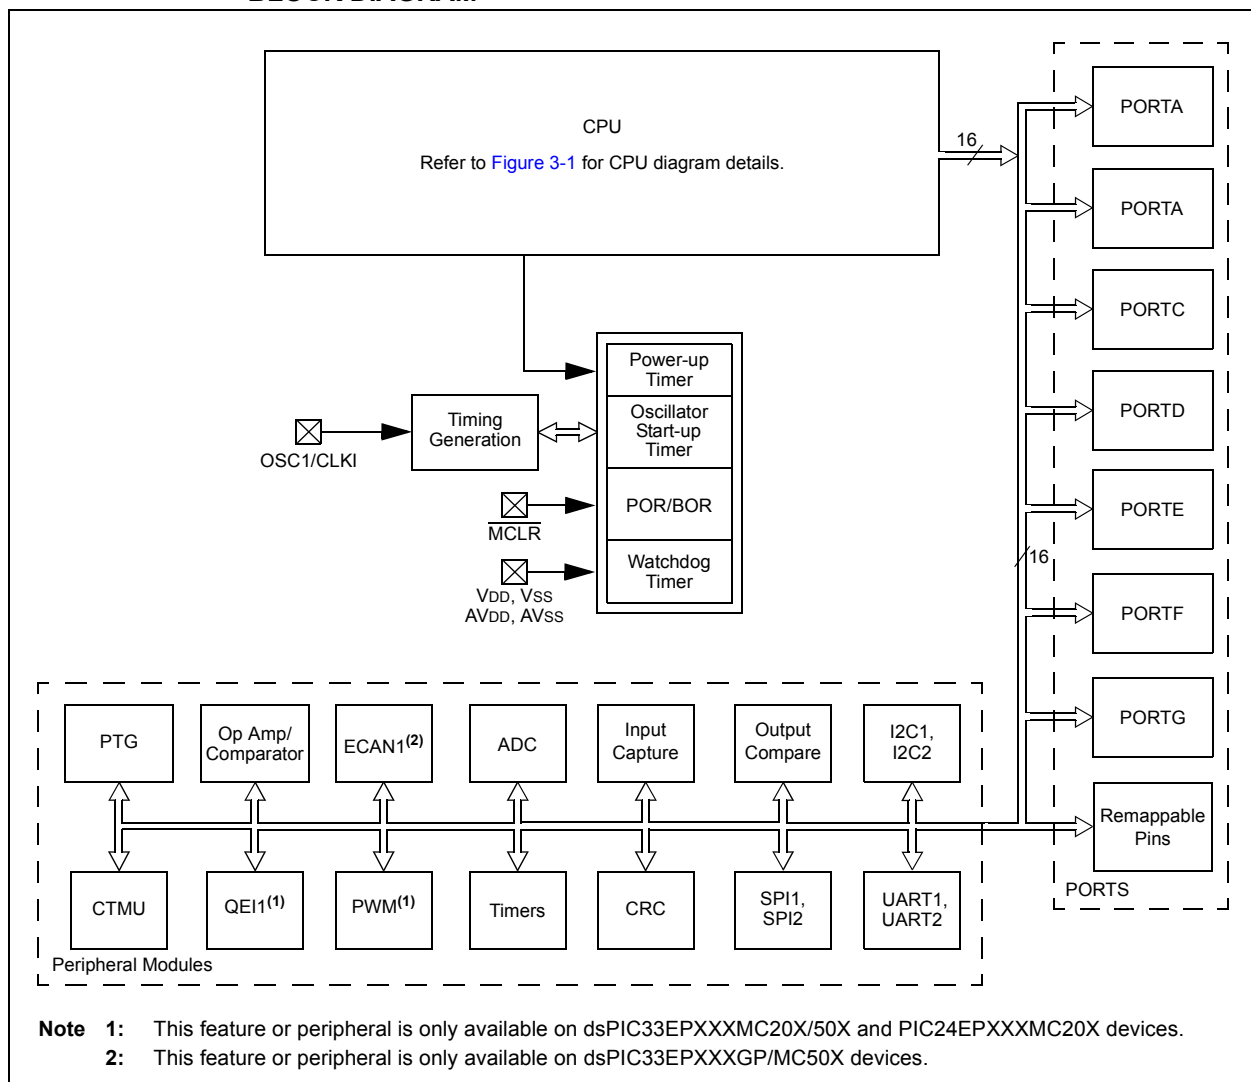 BLOCK DIAGRAM
CPU
Refer to Figure 3-1 for CPU diagram details.
16
PORTA
PORTA
PORTC
PORTD
PORTE
16
PORTF
PORTG
Remappable
Pins
PORTS
Power-up
Timer
Oscillator
Start-up
Timer
POR/BOR
Watchdog
Timer
Timing
Generation
OSC1/CLKI
MCLR
VDD, VSS
AVDD, AVSS
PTG
Op Amp/
Comparator
ECAN1(2)
ADC
Input
Capture
Output
Compare
I2C1,
I2C2
CTMU
QEI1(1)
PWM(1)
Timers
CRC
SPI1,
SPI2
UART1,
UART2
Peripheral Modules
Note 1: This feature or peripheral is only available on dsPIC33EPXXXMC20X/50X and PIC24EPXXXMC20X devices.
2: This feature or peripheral is only available on dsPIC33EPXXXGP/MC50X devices.